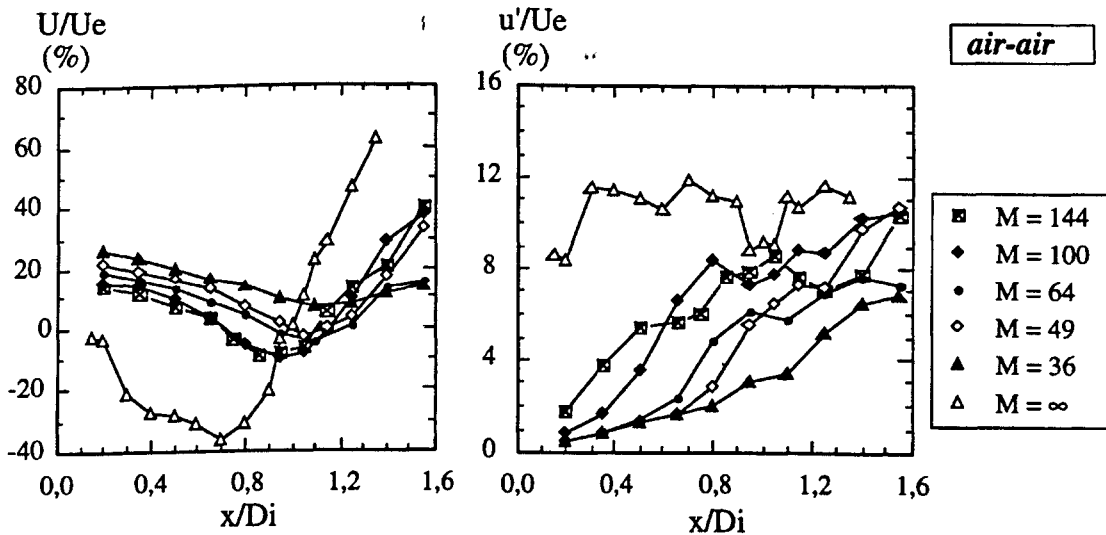 U/Ue
(%)
80
60
40
20
0
-20
-40
0,0 0,4 0,8 1,2 1,6
x/Di
u'/Ue
(%)
16
12
8
4
0
0,0 0,4 0,8 1,2 1,6
x/Di
air-air
M = 144
M = 100
M = 64
M = 49
M = 36
M = ∞